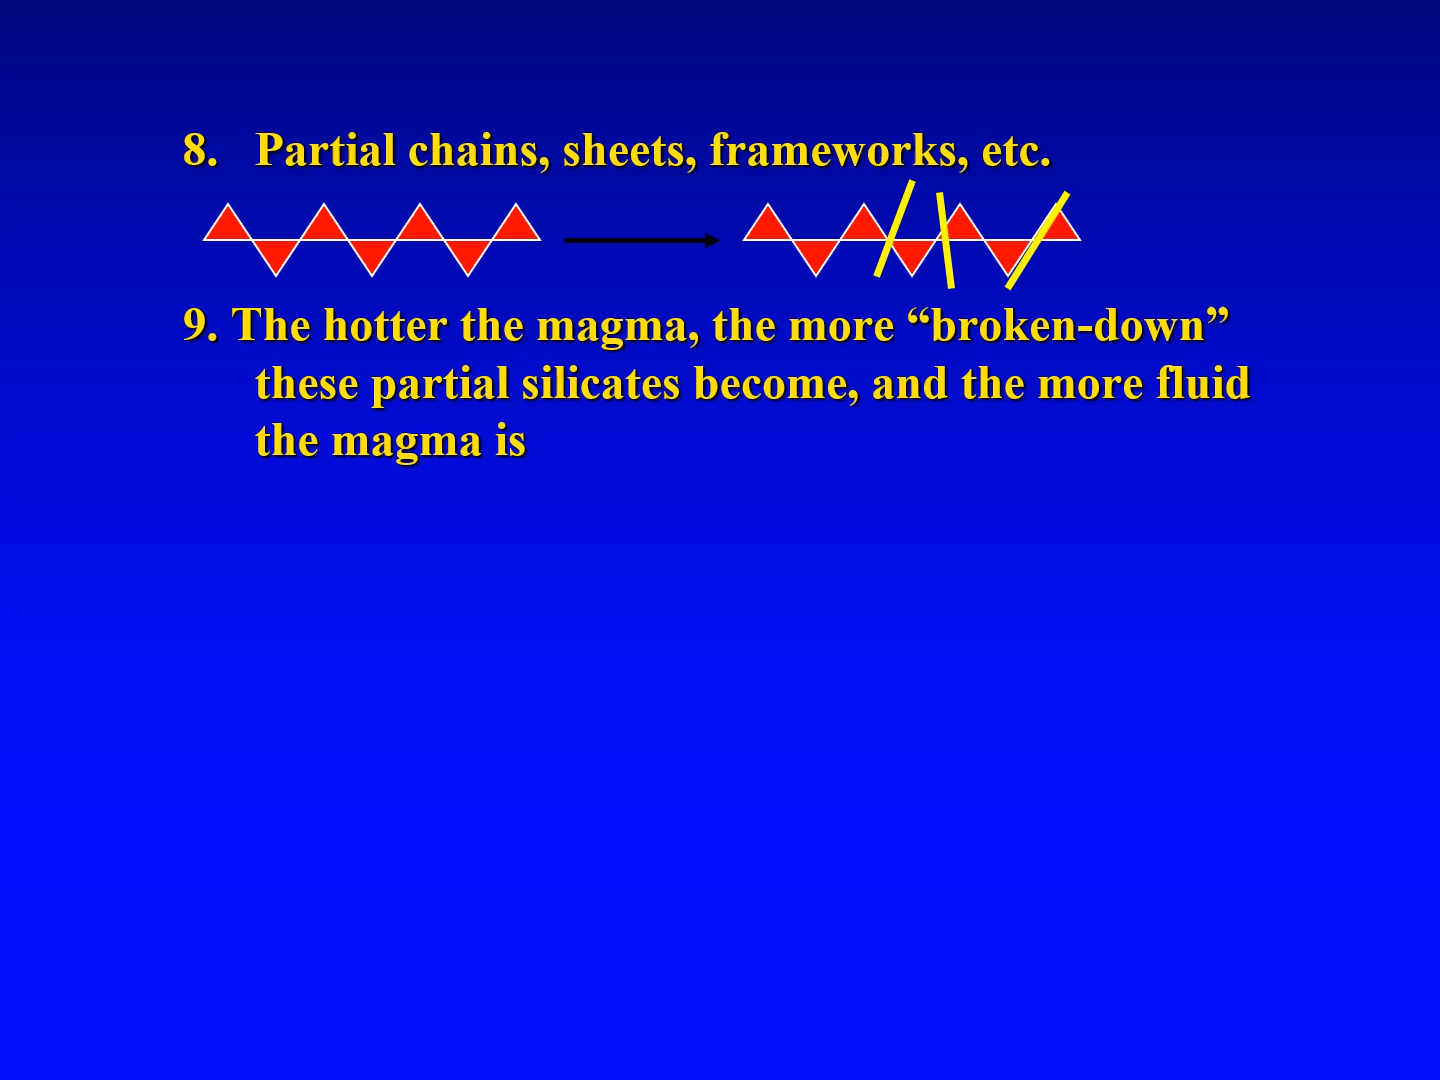 8. Partial chains, sheets, frameworks, etc.
9. The hotter the magma, the more “broken-down”
these partial silicates become, and the more fluid
the magma is